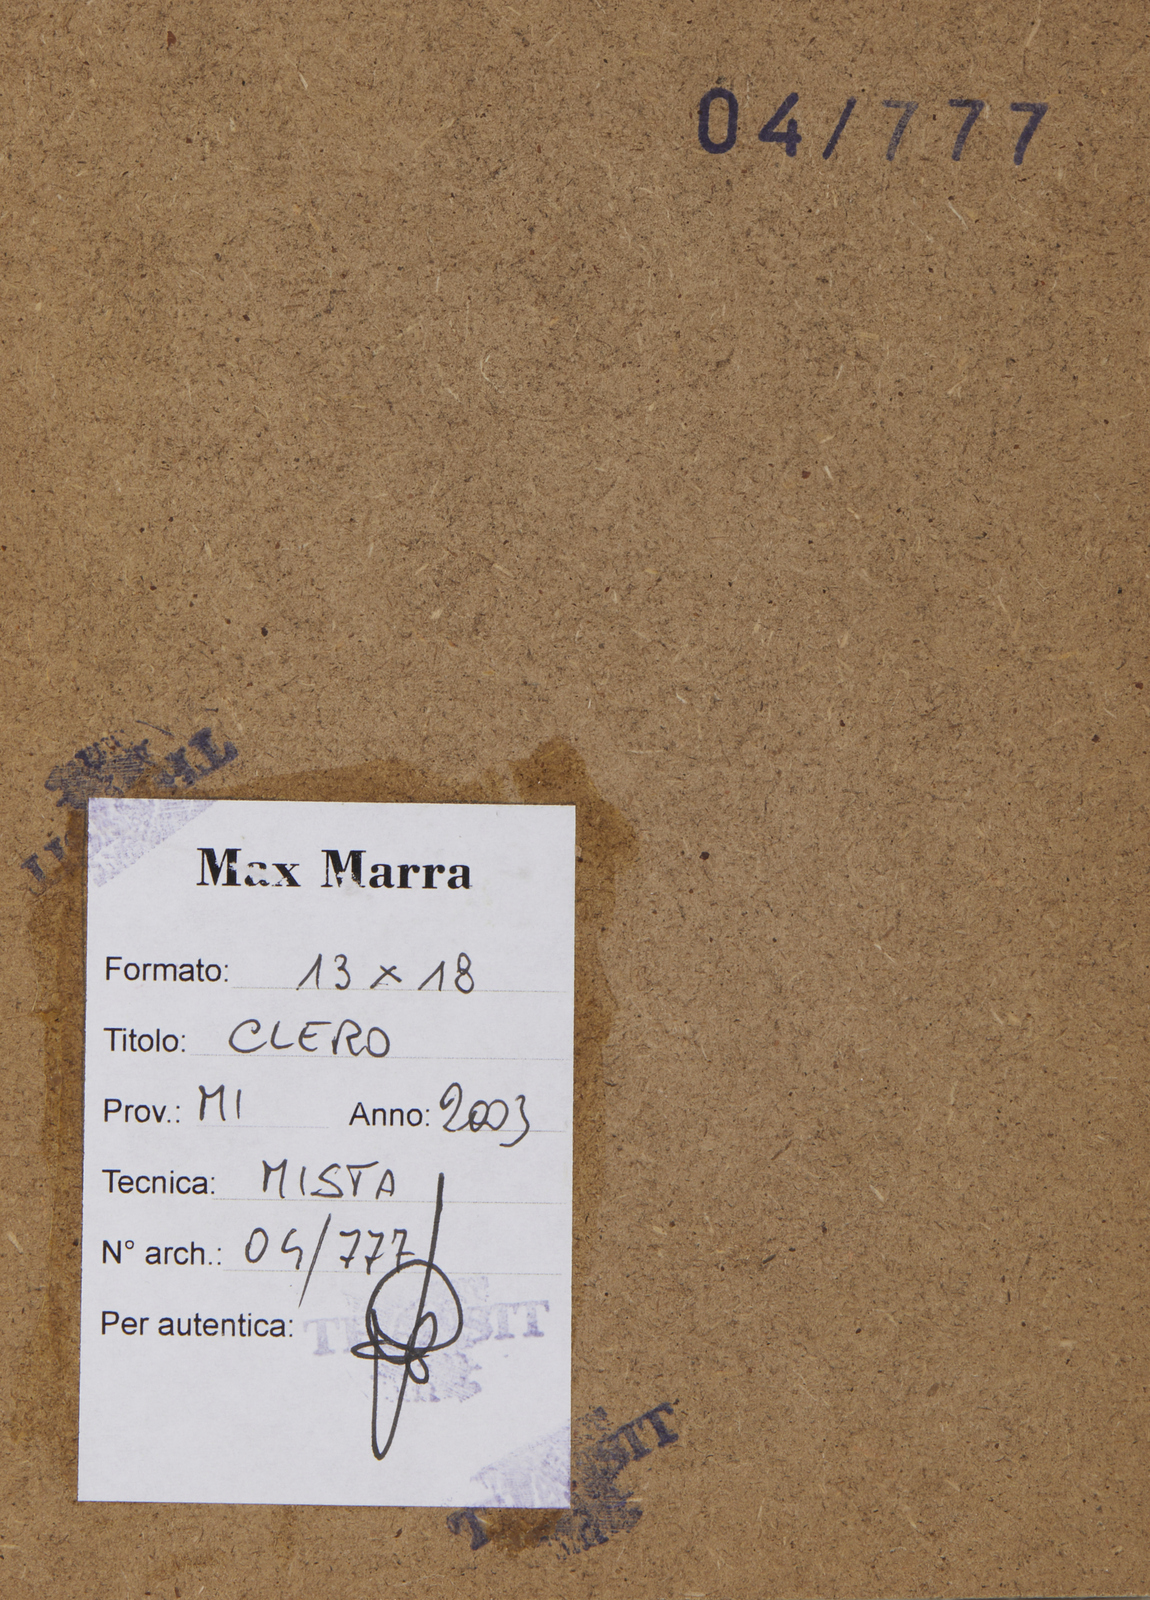 04/777
Max Marra
Formato: 13 x 18
Titolo: CLERO
Prov.: MI Anno: 2003
Tecnica: MISTA
N° arch.: 04/777
Per autentica: